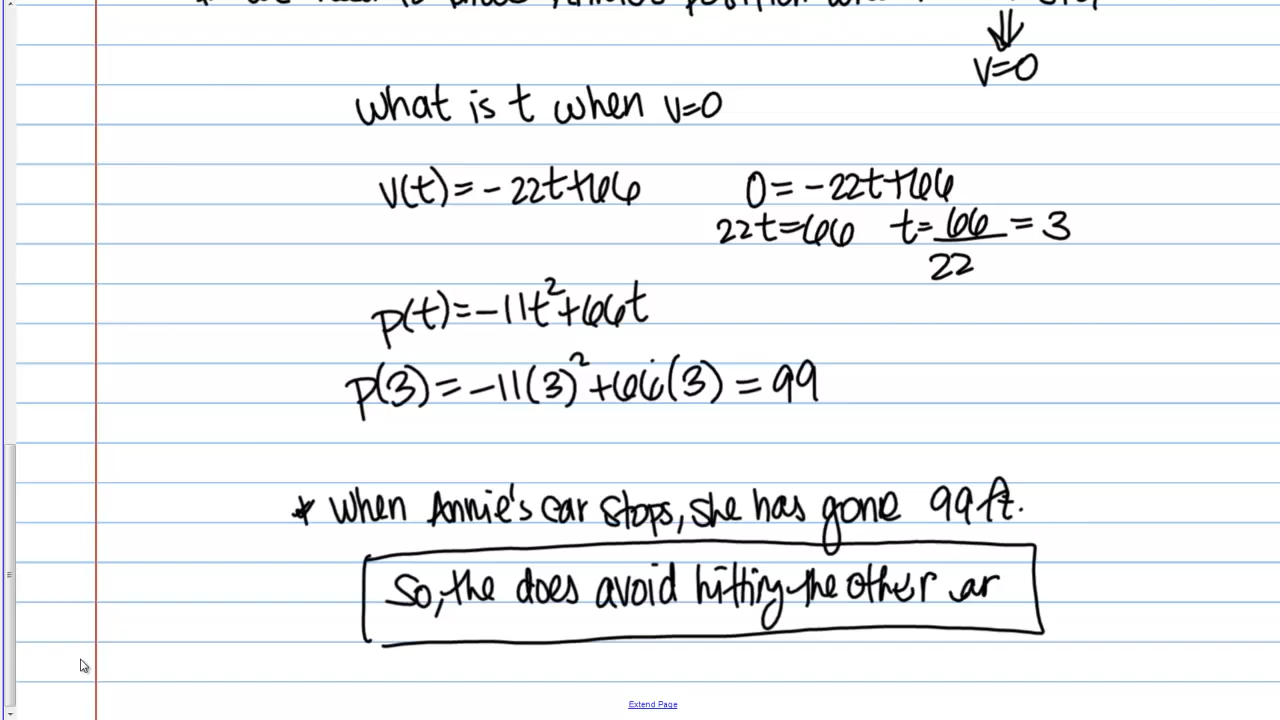 What is t when v=0
v=0
v(t) = -22t+66
0 = -22t+66
22t=66 t= 66/22 = 3
p(t)= -11t²+66t
p(3) = -11(3)²+66(3) = 99
* When Annie's car stops, she has gone 99 ft.
So, the does avoid hitting the other car
Extend Page